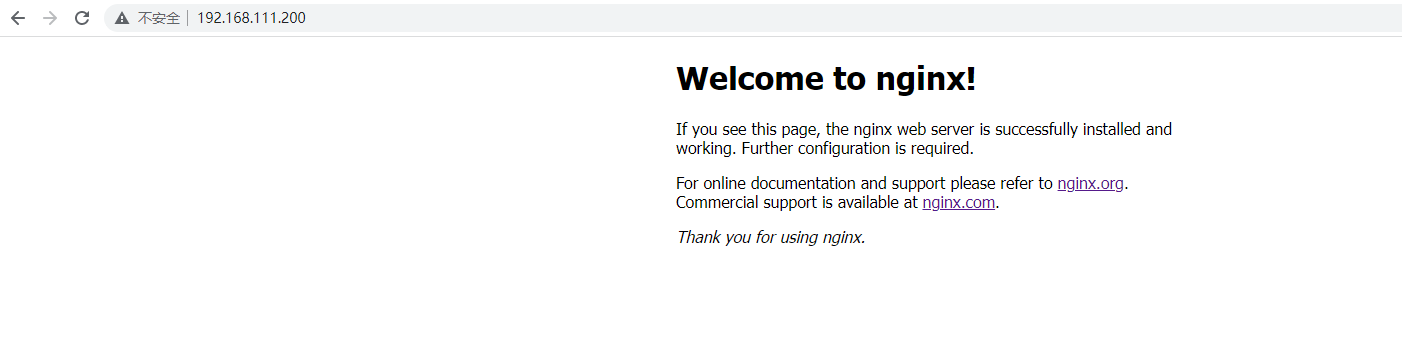 不安全 | 192.168.111.200
Welcome to nginx!
If you see this page, the nginx web server is successfully installed and
working. Further configuration is required.
For online documentation and support please refer to nginx.org.
Commercial support is available at nginx.com.
Thank you for using nginx.